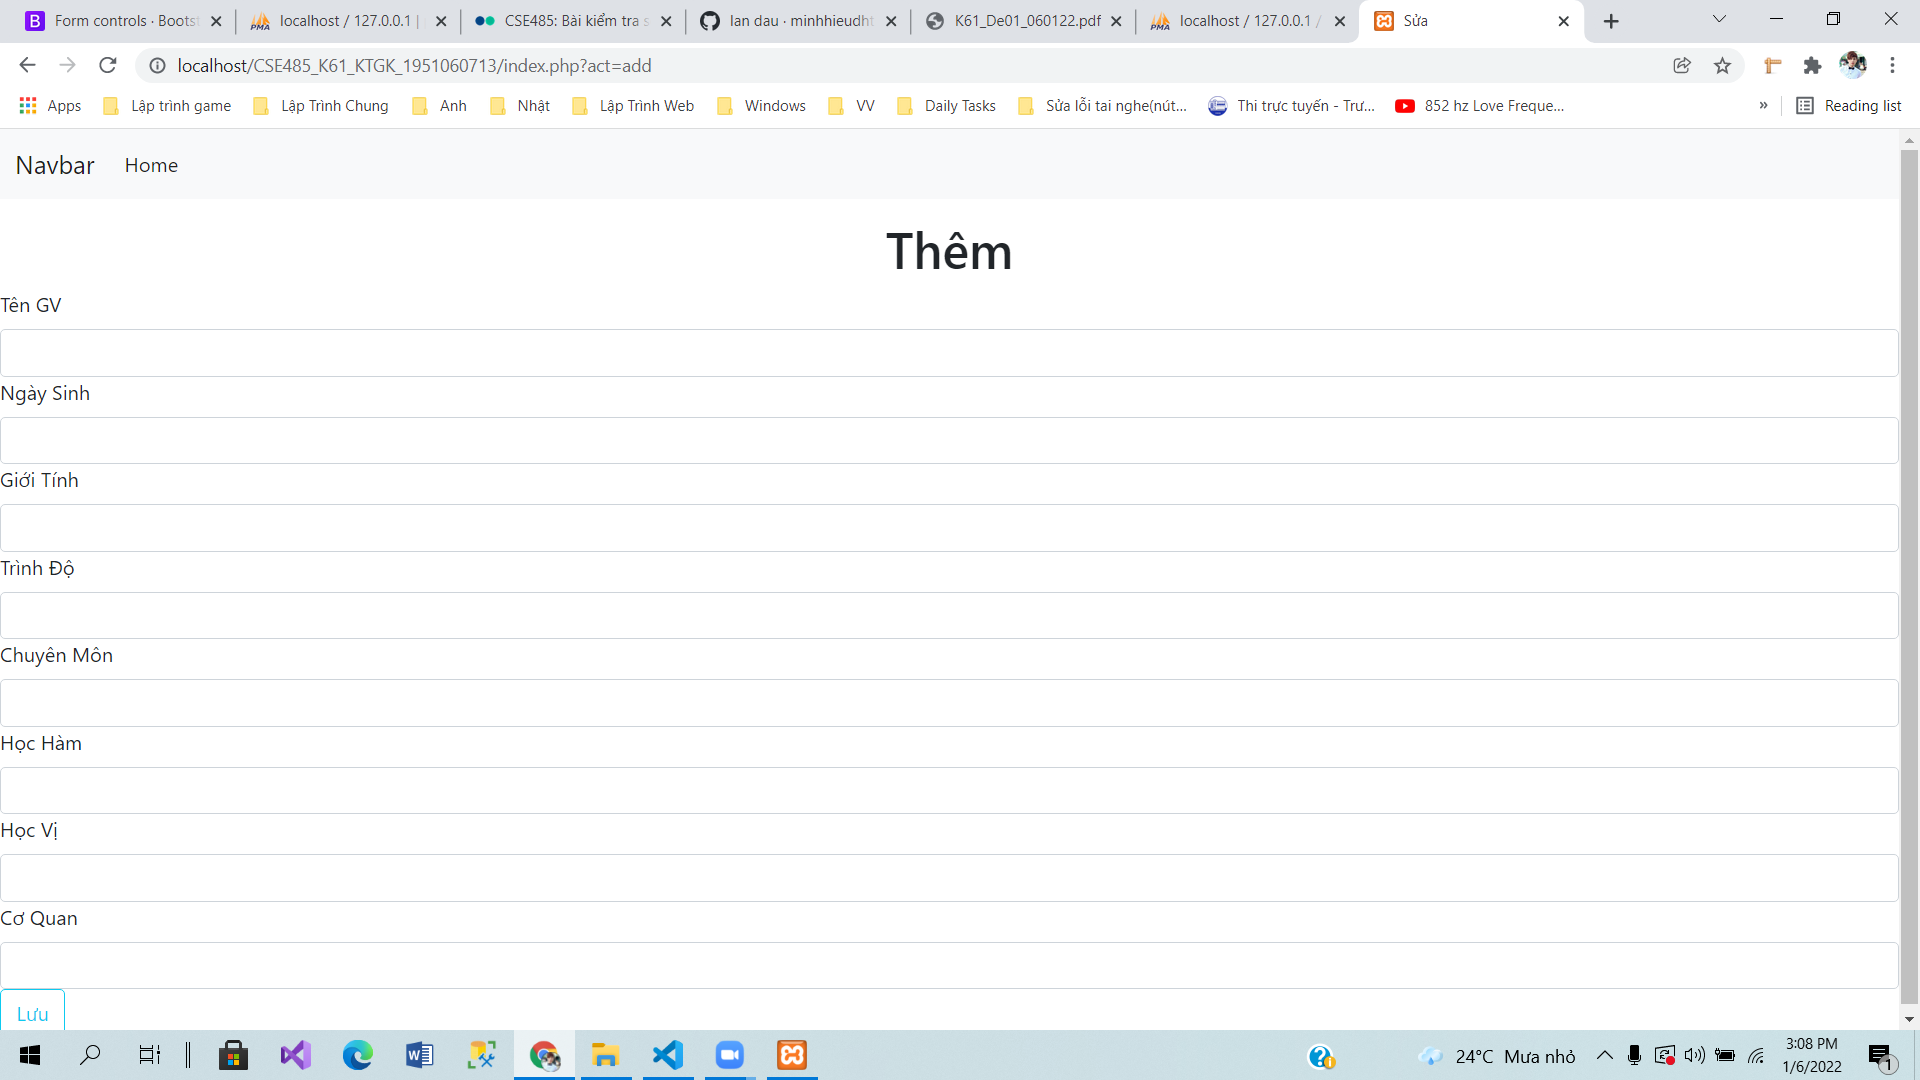 Form controls · Bootst
localhost / 127.0.0.1 |
CSE485: Bài kiểm tra s
lan dau · minhhieudht
K61_De01_060122.pdf
localhost / 127.0.0.1 /
Sửa
localhost/CSE485_K61_KTGK_1951060713/index.php?act=add
Apps
Lập trình game
Lập Trình Chung
Anh
Nhật
Lập Trình Web
Windows
VV
Daily Tasks
Sửa lỗi tai nghe(nút...
Thi trực tuyến - Trư...
852 hz Love Freque...
»
Reading list
Navbar
Home
Thêm
Tên GV
Ngày Sinh
Giới Tính
Trình Độ
Chuyên Môn
Học Hàm
Học Vị
Cơ Quan
Lưu
24°C Mưa nhỏ
3:08 PM
1/6/2022
1